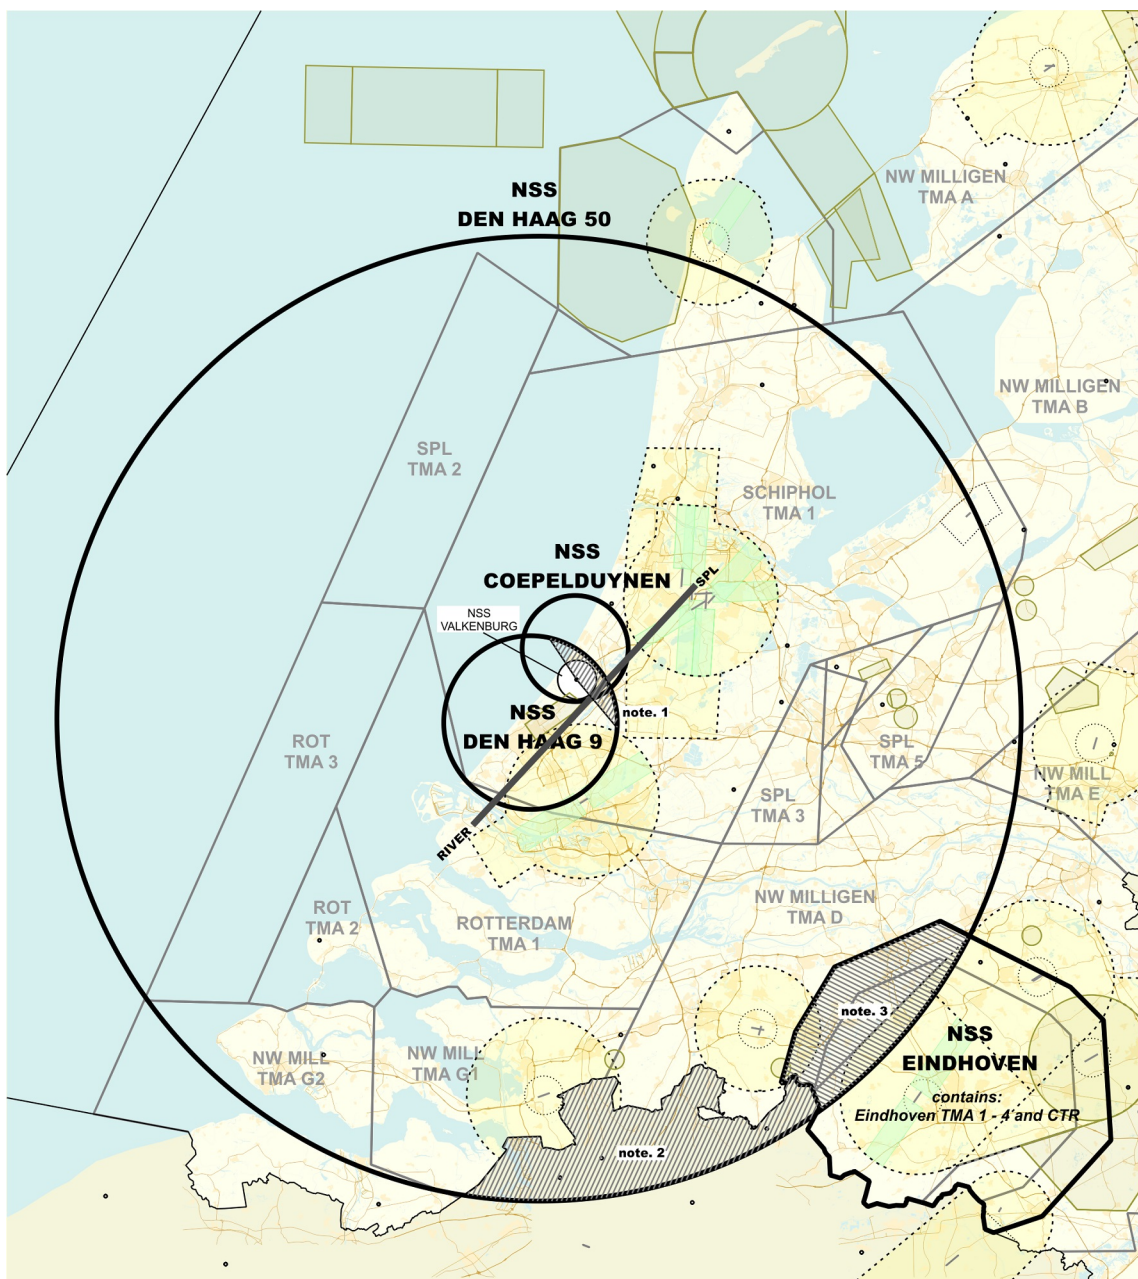 NW MILLIGEN
TMA A
NSS
DEN HAAG 50
NW MILLIGEN
TMA B
SPL
TMA 2
SCHIPHOL
TMA 1
NSS
COEPELDUYNEN
SPL
NSS
VALKENBURG
note. 1
NSS
DEN HAAG 9
ROT
TMA 3
SPL
TMA 5
NW MILL
TMA E
SPL
TMA 3
RIVER
NW MILLIGEN
TMA D
ROT
TMA 2
ROTTERDAM
TMA 1
note. 3
NSS
EINDHOVEN
contains:
Eindhoven TMA 1 - 4 and CTR
NW MILL
TMA G2
NW MILL
TMA G1
note. 2